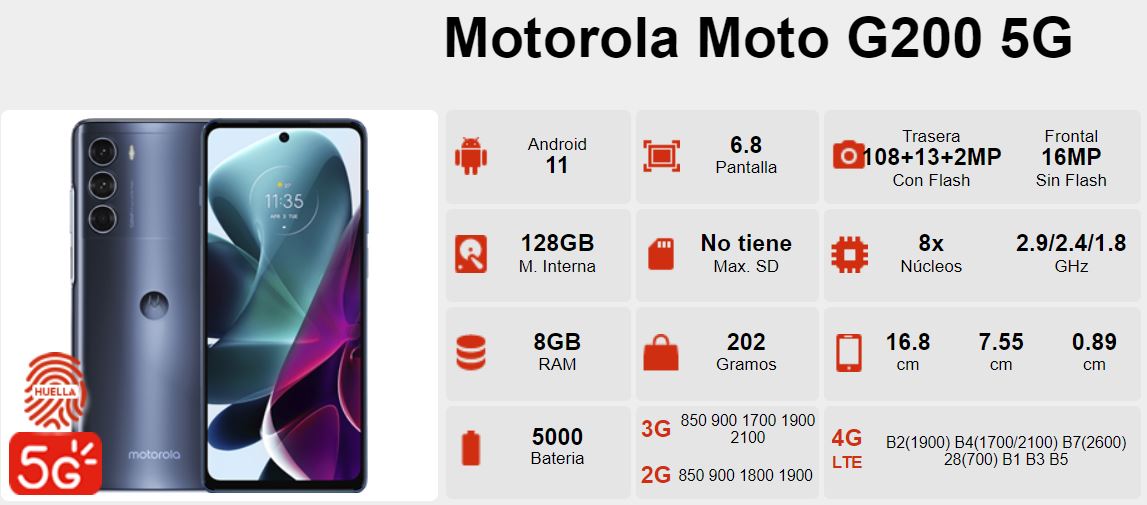 Motorola Moto G200 5G
11:35
APR 3 TUE
motorola
HUELLA
5G
Android
11
6.8
Pantalla
Trasera
108+13+2MP
Con Flash
Frontal
16MP
Sin Flash
128GB
M. Interna
No tiene
Max. SD
8x
Núcleos
2.9/2.4/1.8
GHz
8GB
RAM
202
Gramos
16.8
cm
7.55
cm
0.89
cm
5000
Bateria
3G 850 900 1700 1900
2100
2G 850 900 1800 1900
4G
LTE
B2(1900) B4(1700/2100) B7(2600)
28(700) B1 B3 B5